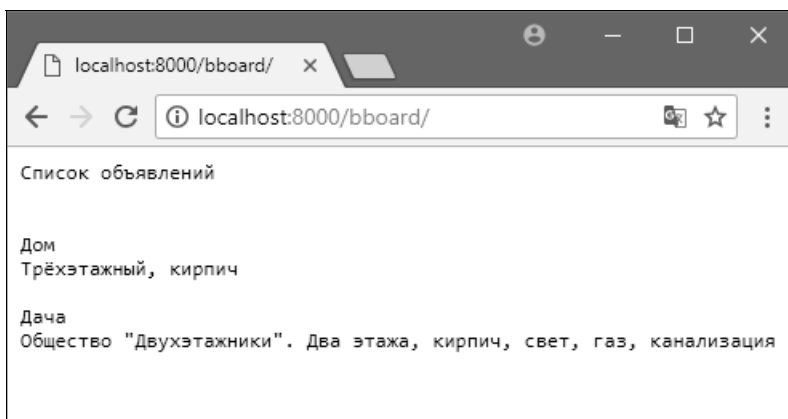 localhost:8000/bboard/
localhost:8000/bboard/
Список объявлений
Дом
Трёхэтажный, кирпич
Дача
Общество "Двухэтажники". Два этажа, кирпич, свет, газ, канализация